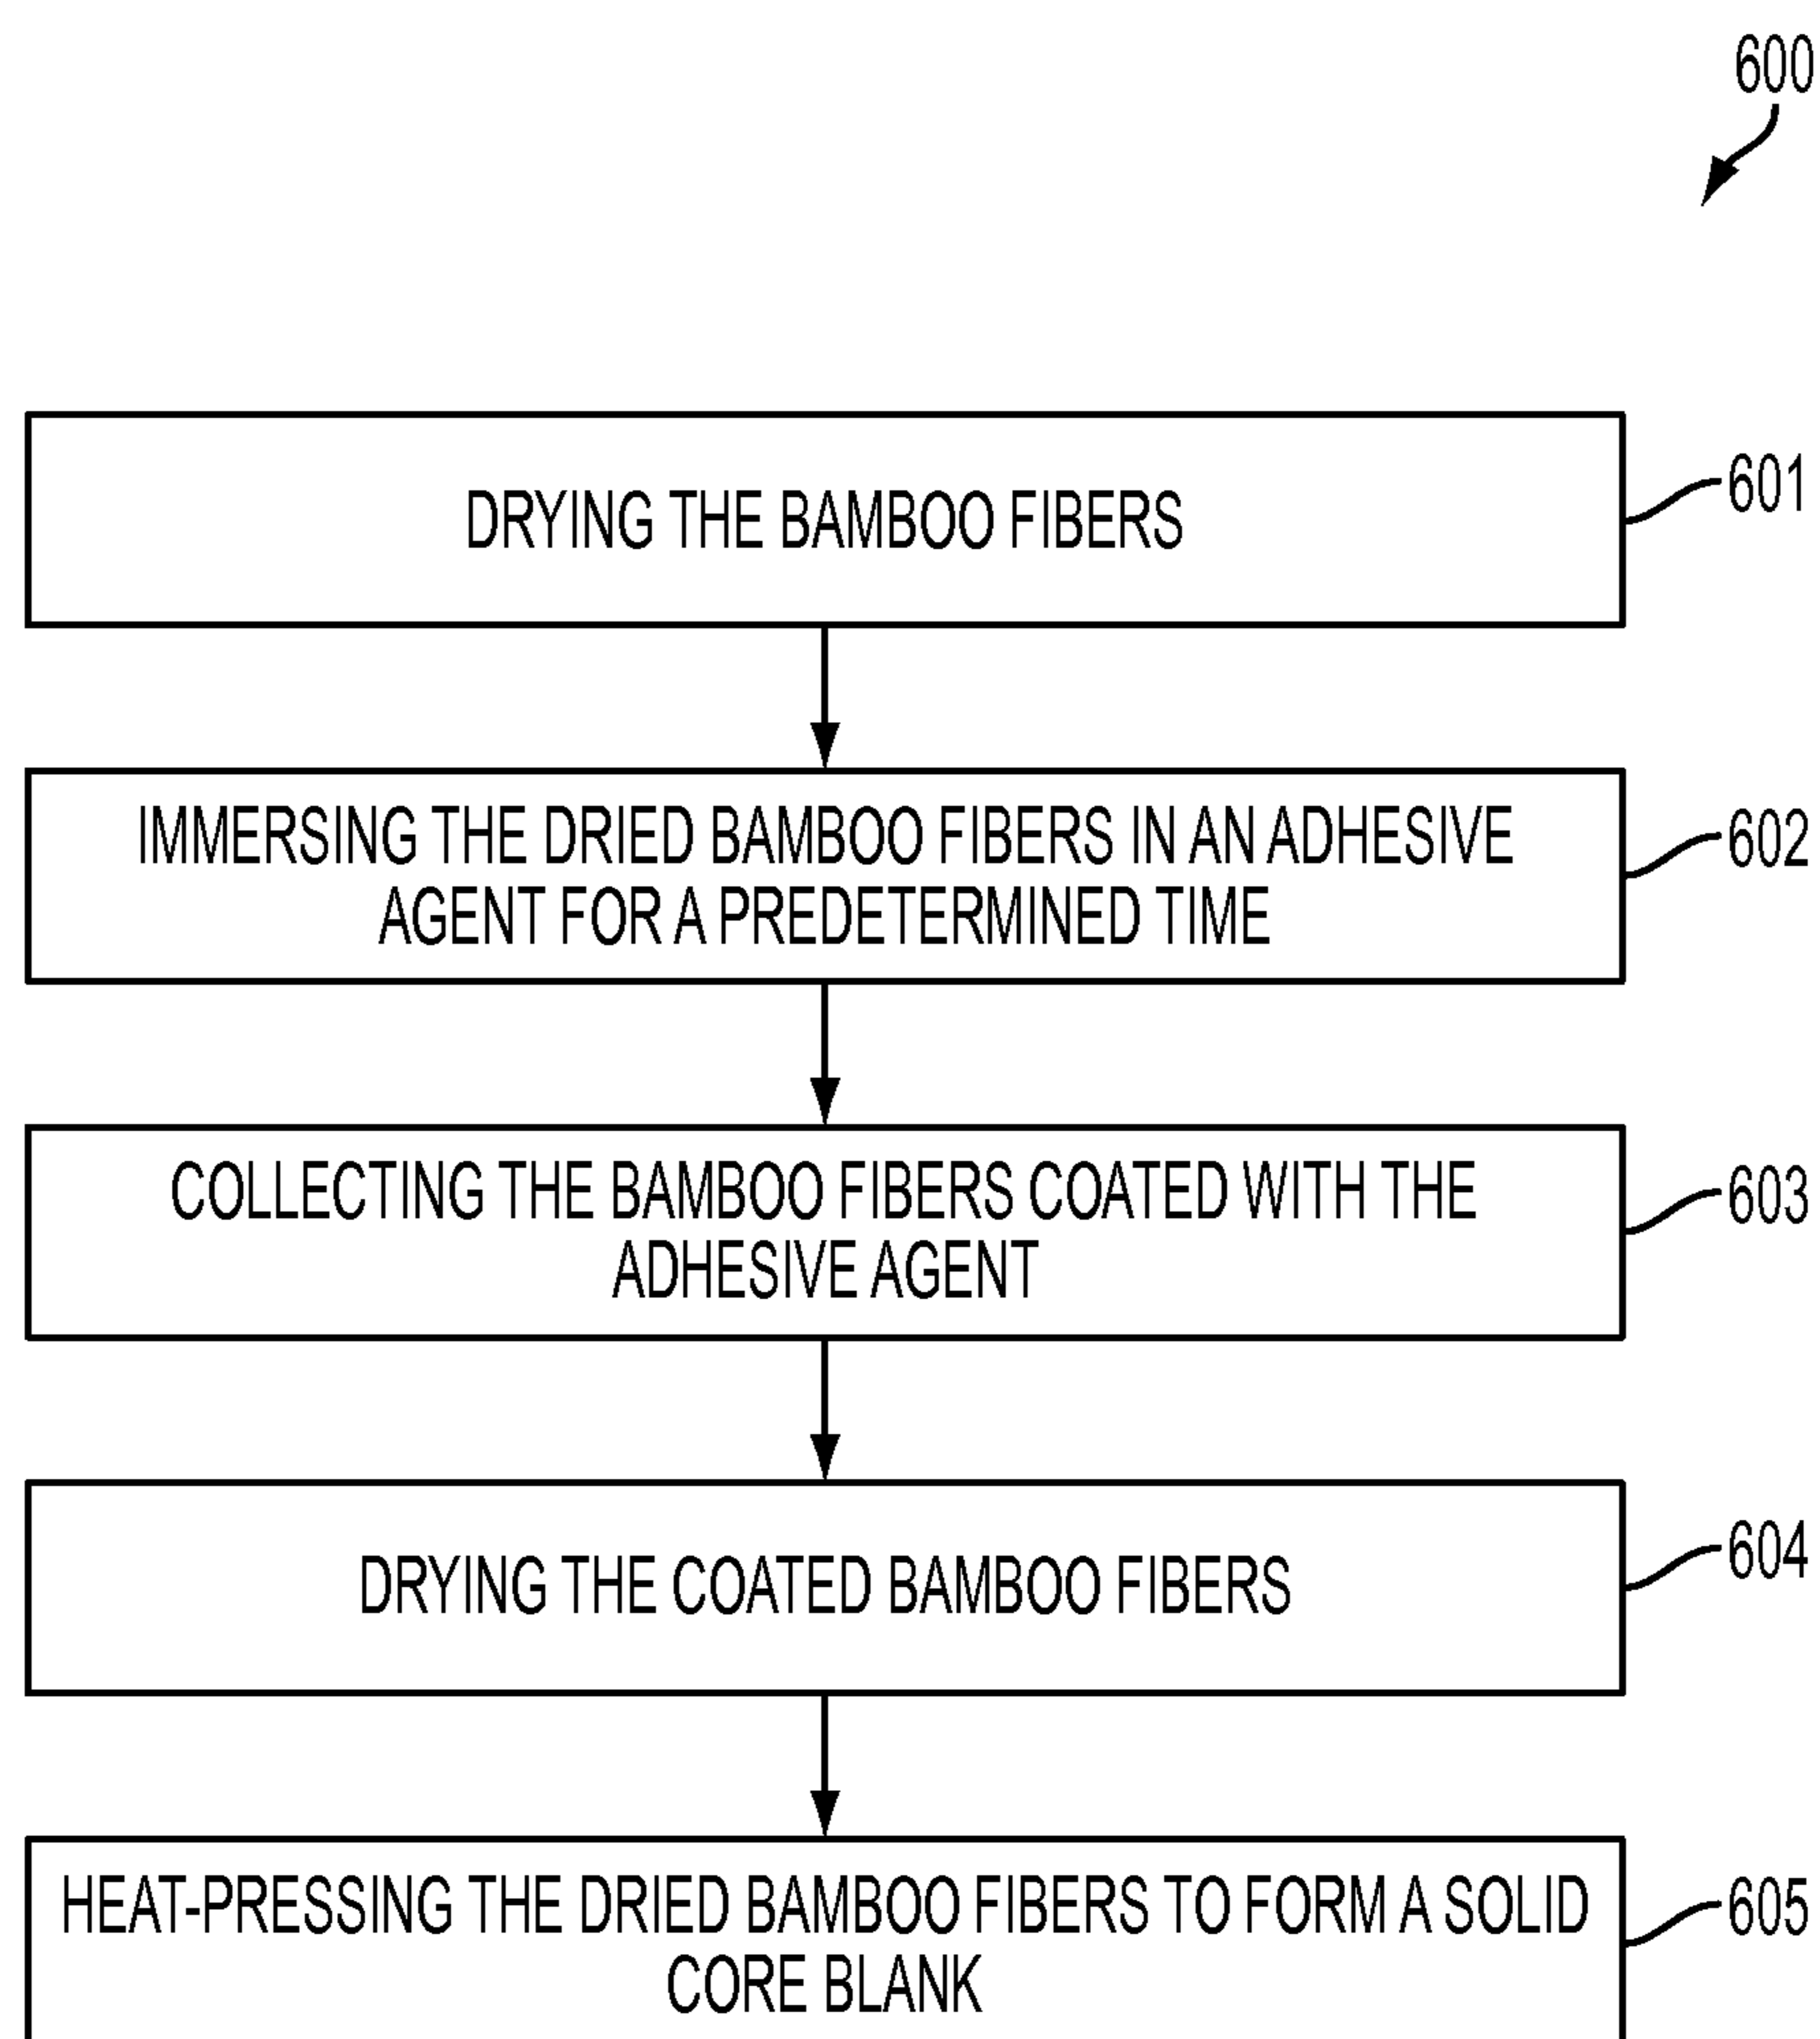 600
DRYING THE BAMBOO FIBERS
601
IMMERSING THE DRIED BAMBOO FIBERS IN AN ADHESIVE
AGENT FOR A PREDETERMINED TIME
602
COLLECTING THE BAMBOO FIBERS COATED WITH THE
ADHESIVE AGENT
603
DRYING THE COATED BAMBOO FIBERS
604
HEAT-PRESSING THE DRIED BAMBOO FIBERS TO FORM A SOLID
CORE BLANK
605